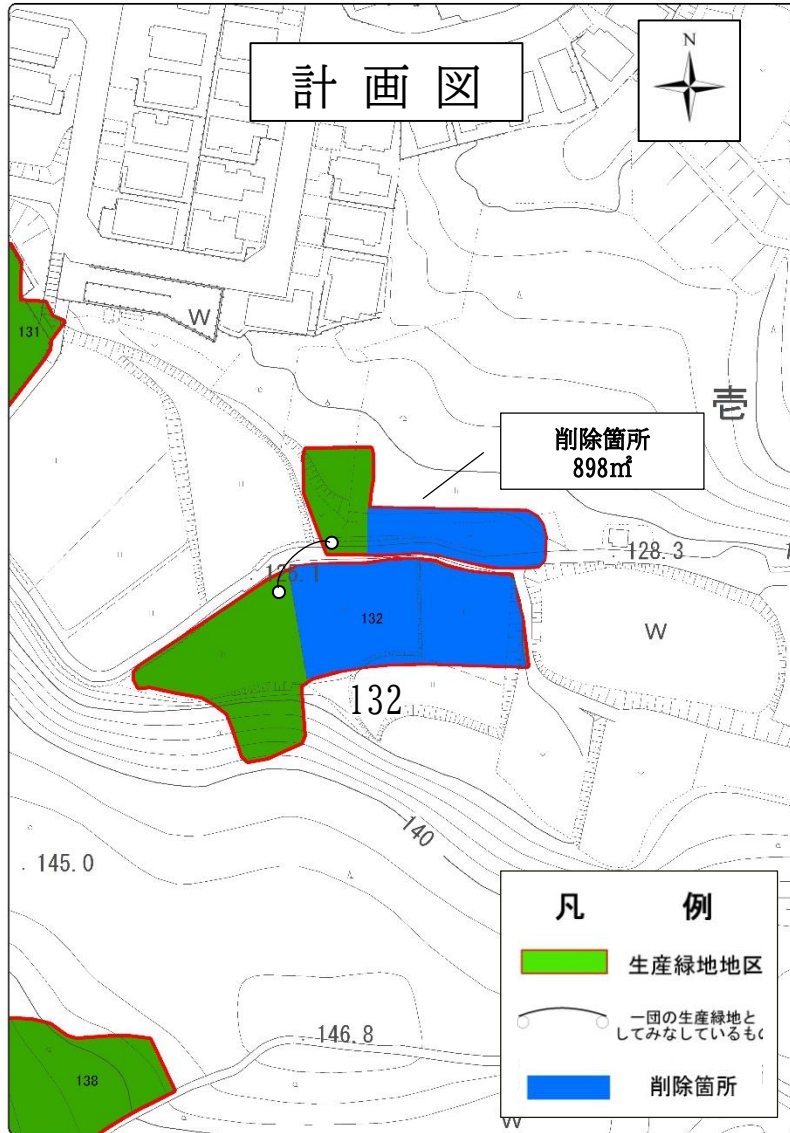 計画図
N
W
131
壱
削除箇所
898㎡
128.3
125.1
132
W
132
140
145.0
凡 例
生産緑地地区
一団の生産緑地と
してみなしているもの
146.8
削除箇所
138
W